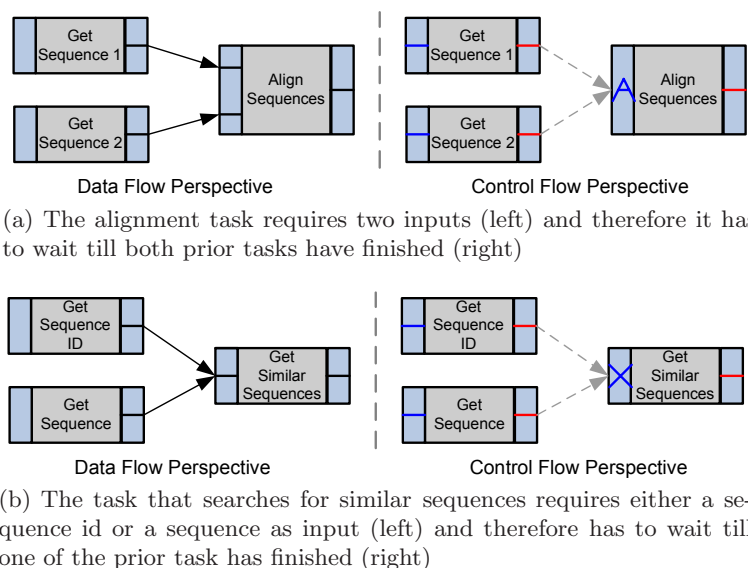 Get
Sequence 1
Get
Sequence 2
Align
Sequences
Data Flow Perspective
Get
Sequence 1
Get
Sequence 2
Align
Sequences
Control Flow Perspective
(a) The alignment task requires two inputs (left) and therefore it has
to wait till both prior tasks have finished (right)
Get
Sequence
ID
Get
Sequence
Get
Similar
Sequences
Data Flow Perspective
Get
Sequence
ID
Get
Sequence
Get
Similar
Sequences
Control Flow Perspective
(b) The task that searches for similar sequences requires either a se-
quence id or a sequence as input (left) and therefore has to wait till
one of the prior task has finished (right)